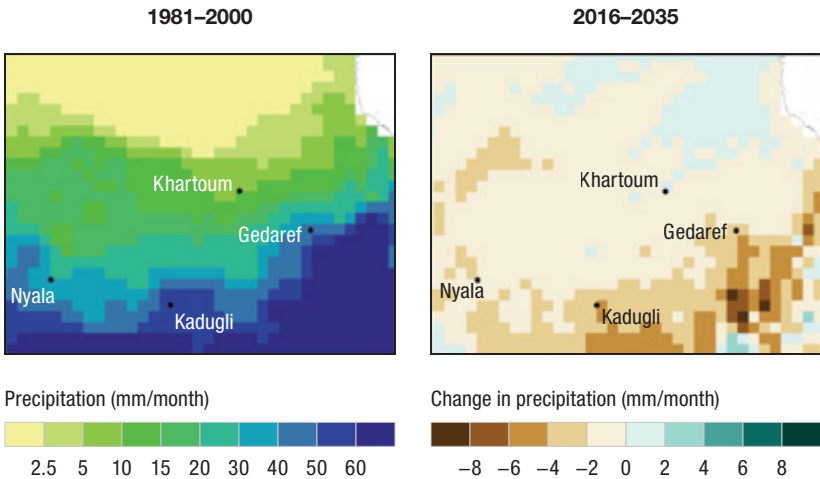 1981–2000
2016–2035
Khartoum
Gedaref
Nyala
Kadugli
Khartoum
Gedaref
Nyala
Kadugli
Precipitation (mm/month)
2.5 5 10 15 20 30 40 50 60
Change in precipitation (mm/month)
−8 −6 −4 −2 0 2 4 6 8